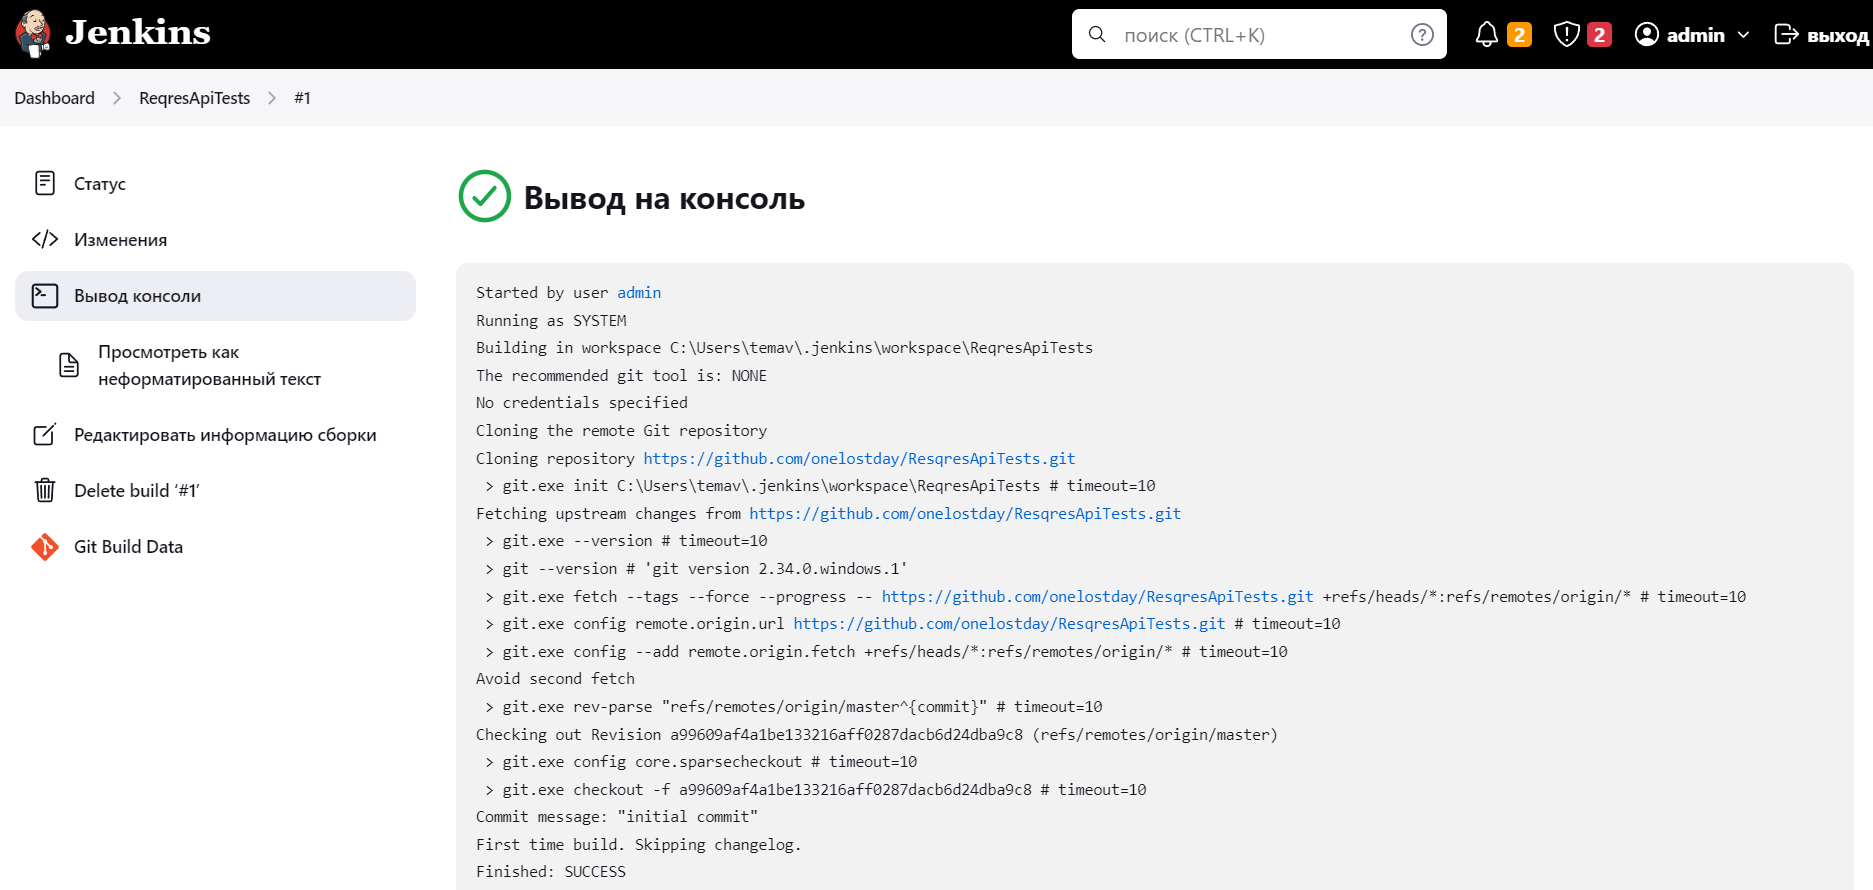 Jenkins
поиск (CTRL+K)
2
2
admin
выход
Dashboard
ReqresApiTests
#1
Статус
Изменения
Вывод консоли
Просмотреть как
неформатированный текст
Редактировать информацию сборки
Delete build ‘#1’
Git Build Data
Вывод на консоль
Started by user admin
Running as SYSTEM
Building in workspace C:\Users\temav\.jenkins\workspace\ReqresApiTests
The recommended git tool is: NONE
No credentials specified
Cloning the remote Git repository
Cloning repository https://github.com/onelostday/ResqresApiTests.git
 > git.exe init C:\Users\temav\.jenkins\workspace\ReqresApiTests # timeout=10
Fetching upstream changes from https://github.com/onelostday/ResqresApiTests.git
 > git.exe --version # timeout=10
 > git --version # 'git version 2.34.0.windows.1'
 > git.exe fetch --tags --force --progress -- https://github.com/onelostday/ResqresApiTests.git +refs/heads/*:refs/remotes/origin/* # timeout=10
 > git.exe config remote.origin.url https://github.com/onelostday/ResqresApiTests.git # timeout=10
 > git.exe config --add remote.origin.fetch +refs/heads/*:refs/remotes/origin/* # timeout=10
Avoid second fetch
 > git.exe rev-parse "refs/remotes/origin/master^{commit}" # timeout=10
Checking out Revision a99609af4a1be133216aff0287dacb6d24dba9c8 (refs/remotes/origin/master)
 > git.exe config core.sparsecheckout # timeout=10
 > git.exe checkout -f a99609af4a1be133216aff0287dacb6d24dba9c8 # timeout=10
Commit message: "initial commit"
First time build. Skipping changelog.
Finished: SUCCESS